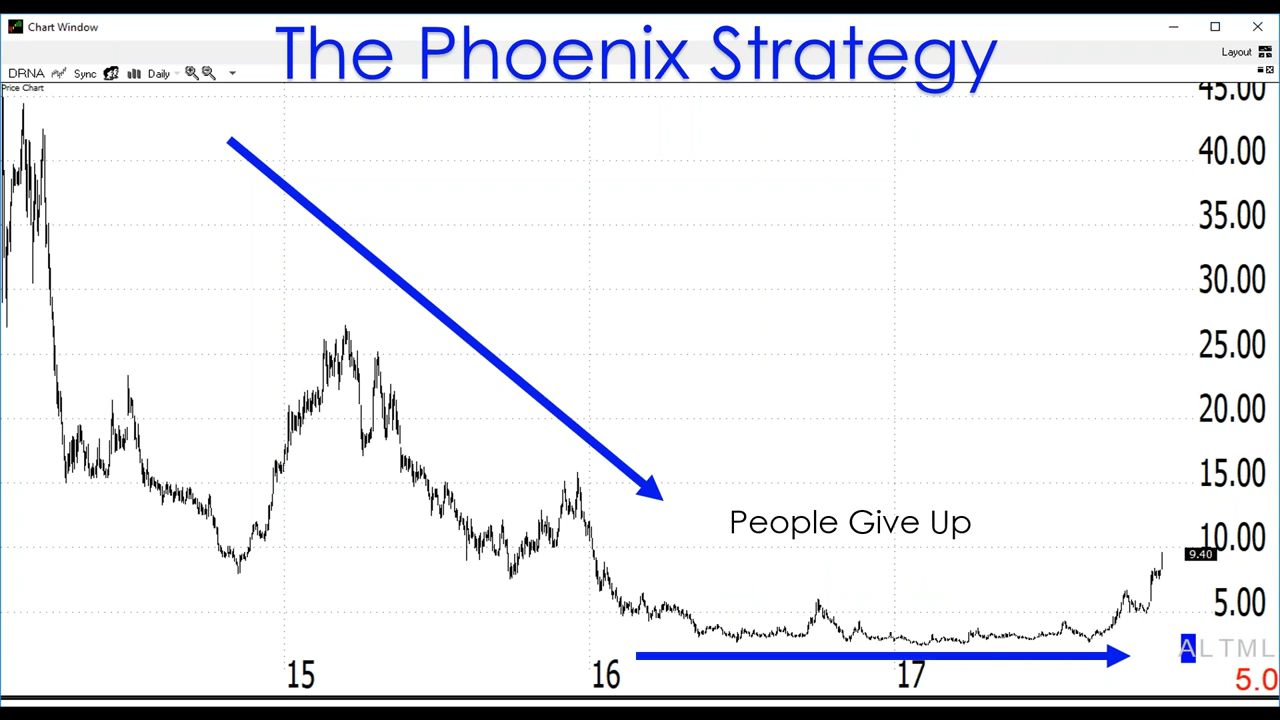 Chart Window
The Phoenix Strategy
Layout
DRNA Sync Daily
Price Chart
45.00
40.00
35.00
30.00
25.00
20.00
15.00
People Give Up
10.00
9.40
5.00
ALTML
15 16 17
5.0